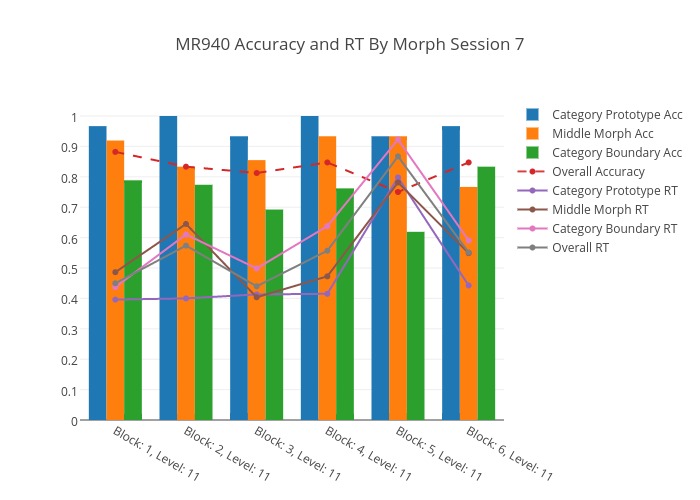 MR940 Accuracy and RT By Morph Session 7
1
0.9
0.8
0.7
0.6
0.5
0.4
0.3
0.2
0.1
0
Block: 1, Level: 11
Block: 2, Level: 11
Block: 3, Level: 11
Block: 4, Level: 11
Block: 5, Level: 11
Block: 6, Level: 11
Category Prototype Acc
Middle Morph Acc
Category Boundary Acc
Overall Accuracy
Category Prototype RT
Middle Morph RT
Category Boundary RT
Overall RT